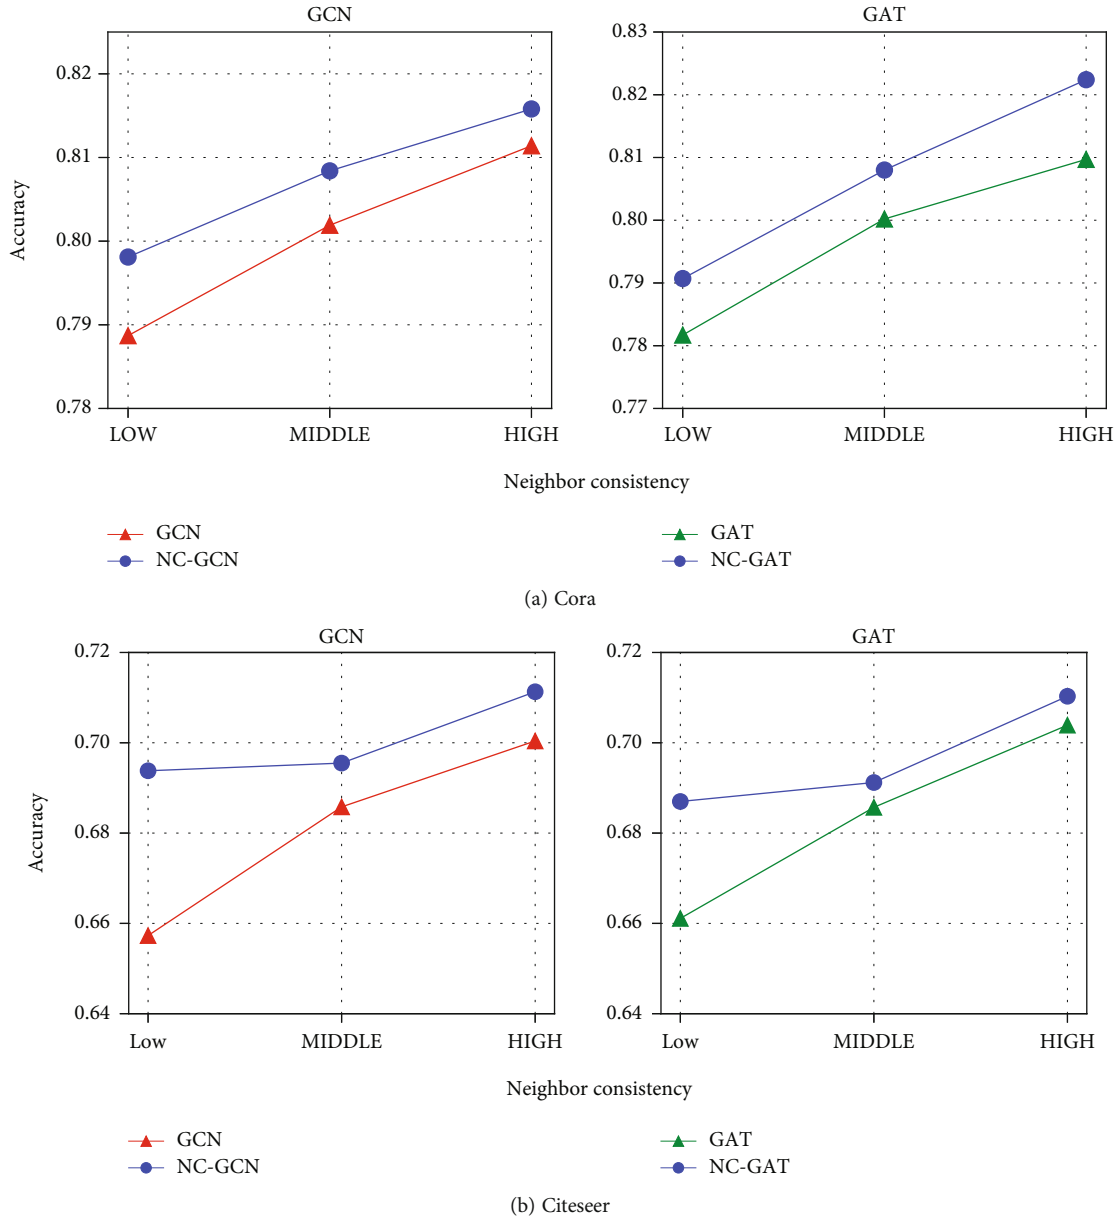 GCN
0.82
0.81
0.80
0.79
0.78
Accuracy
LOW MIDDLE HIGH
GAT
0.83
0.82
0.81
0.80
0.79
0.78
0.77
LOW MIDDLE HIGH
Neighbor consistency
GCN
NC-GCN
GAT
NC-GAT
(a) Cora
GCN
0.72
0.70
0.68
0.66
0.64
Accuracy
Low MIDDLE HIGH
GAT
0.72
0.70
0.68
0.66
0.64
Low MIDDLE HIGH
Neighbor consistency
GCN
NC-GCN
GAT
NC-GAT
(b) Citeseer